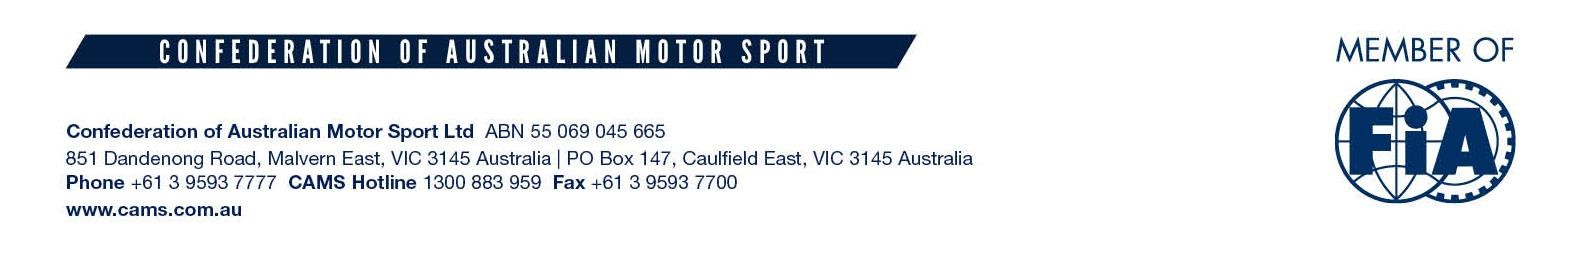 CONFEDERATION OF AUSTRALIAN MOTOR SPORT
MEMBER OF
FiA
Confederation of Australian Motor Sport Ltd ABN 55 069 045 665
851 Dandenong Road, Malvern East, VIC 3145 Australia | PO Box 147, Caulfield East, VIC 3145 Australia
Phone +61 3 9593 7777 CAMS Hotline 1300 883 959 Fax +61 3 9593 7700
www.cams.com.au